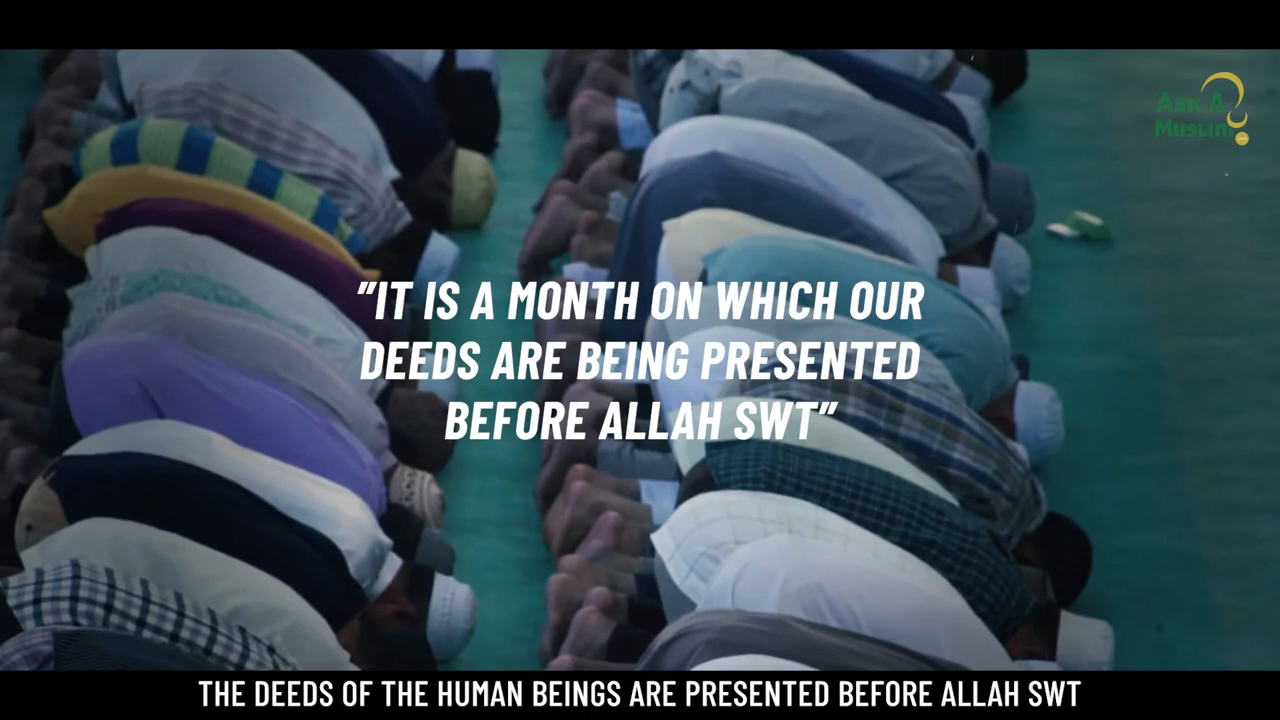 ASK A
MUSLIM
"IT IS A MONTH ON WHICH OUR
DEEDS ARE BEING PRESENTED
BEFORE ALLAH SWT"
THE DEEDS OF THE HUMAN BEINGS ARE PRESENTED BEFORE ALLAH SWT